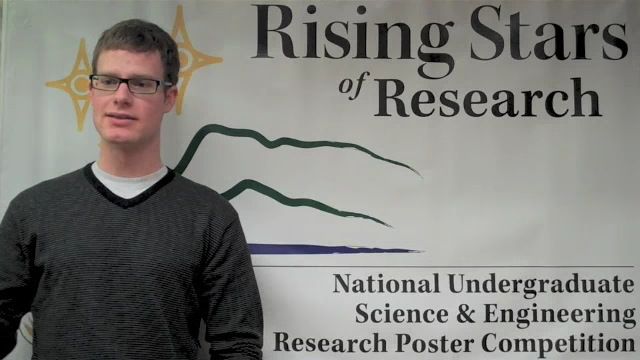 Rising Stars
of Research
National Undergraduate
Science & Engineering
Research Poster Competition